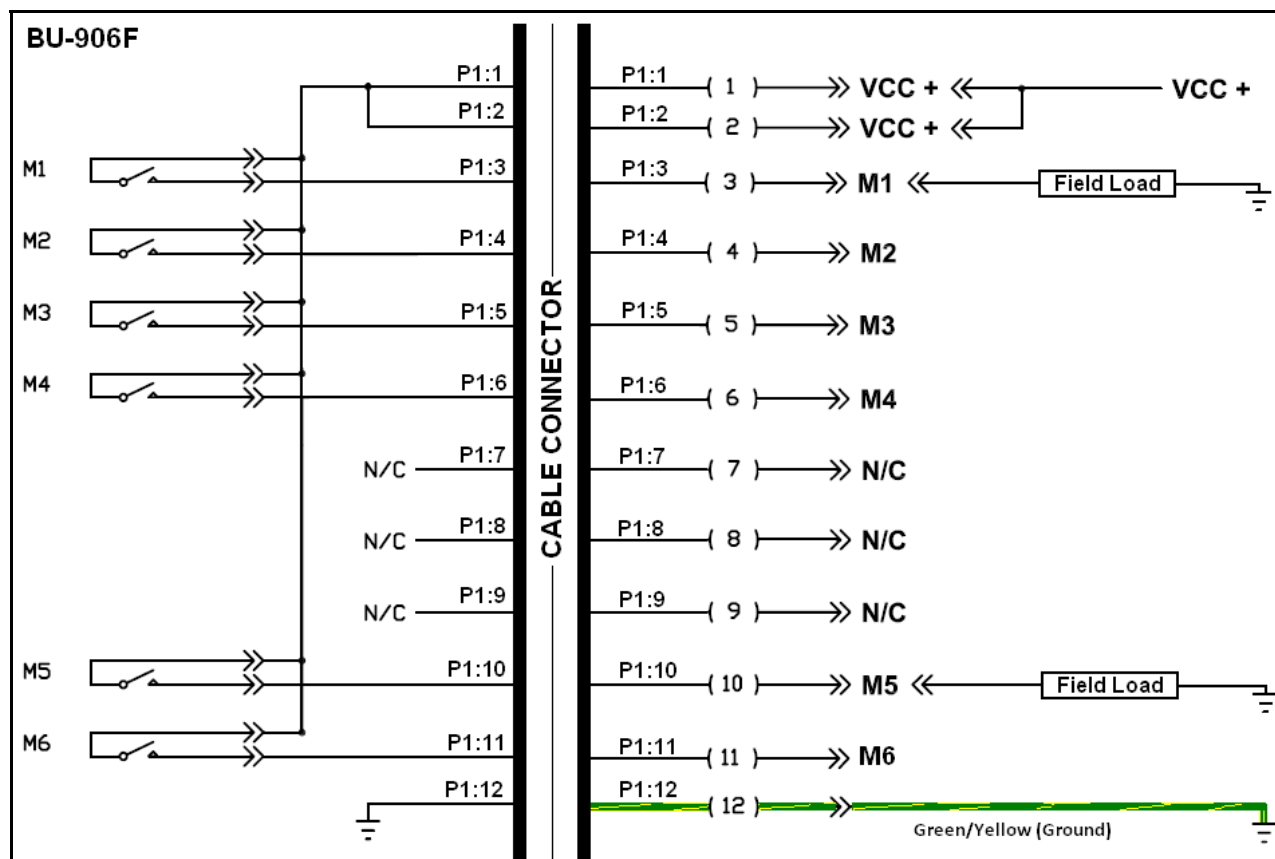 BU-906F
P1:1 P1:1 ( 1 ) VCC + VCC +
P1:2 P1:2 ( 2 ) VCC +
M1 P1:3 P1:3 ( 3 ) M1 Field Load
M2 P1:4 P1:4 ( 4 ) M2
M3 P1:5 P1:5 ( 5 ) M3
M4 P1:6 P1:6 ( 6 ) M4
N/C P1:7 P1:7 ( 7 ) N/C
CABLE CONNECTOR
N/C P1:8 P1:8 ( 8 ) N/C
N/C P1:9 P1:9 ( 9 ) N/C
M5 P1:10 P1:10 ( 10 ) M5 Field Load
M6 P1:11 P1:11 ( 11 ) M6
P1:12 P1:12 ( 12 )
Green/Yellow (Ground)